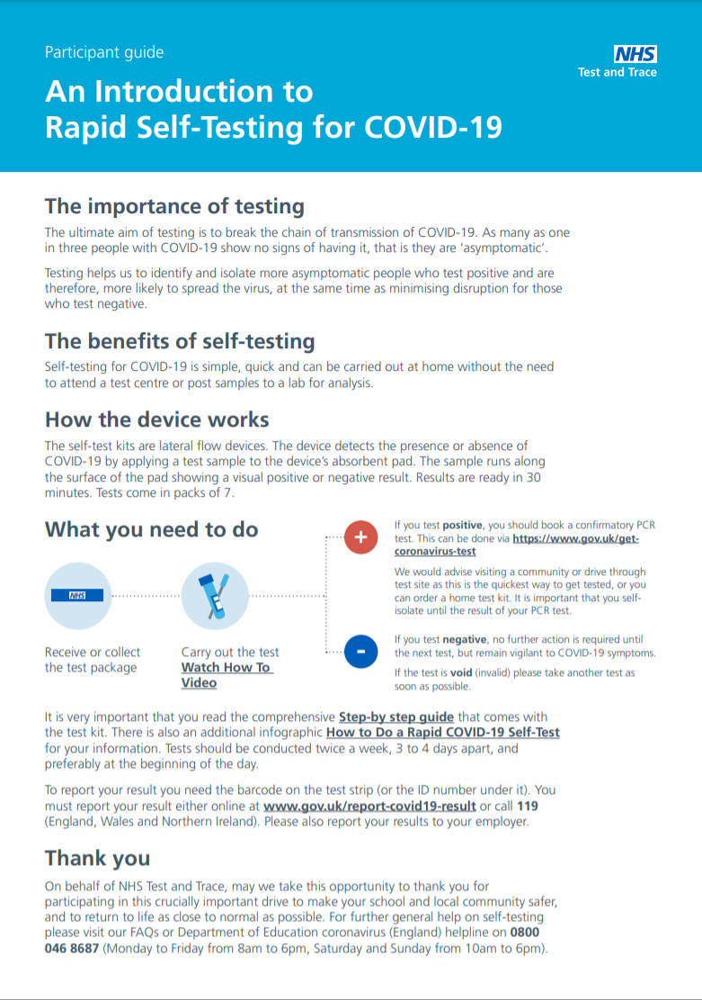 Participant guide
NHS
Test and Trace
An Introduction to
Rapid Self-Testing for COVID-19
The importance of testing
The ultimate aim of testing is to break the chain of transmission of COVID-19. As many as one
in three people with COVID-19 show no signs of having it, that is they are ‘asymptomatic’.
Testing helps us to identify and isolate more asymptomatic people who test positive and are
therefore, more likely to spread the virus, at the same time as minimising disruption for those
who test negative.
The benefits of self-testing
Self-testing for COVID-19 is simple, quick and can be carried out at home without the need
to attend a test centre or post samples to a lab for analysis.
How the device works
The self-test kits are lateral flow devices. The device detects the presence or absence of
COVID-19 by applying a test sample to the device’s absorbent pad. The sample runs along
the surface of the pad showing a visual positive or negative result. Results are ready in 30
minutes. Tests come in packs of 7.
What you need to do
NHS
Receive or collect
the test package
Carry out the test
Watch How To
Video
+
If you test positive, you should book a confirmatory PCR
test. This can be done via https://www.gov.uk/get-
coronavirus-test
We would advise visiting a community or drive through
test site as this is the quickest way to get tested, or you
can order a home test kit. It is important that you self-
isolate until the result of your PCR test.
-
If you test negative, no further action is required until
the next test, but remain vigilant to COVID-19 symptoms.
If the test is void (invalid) please take another test as
soon as possible.
It is very important that you read the comprehensive Step-by step guide that comes with
the test kit. There is also an additional infographic How to Do a Rapid COVID-19 Self-Test
for your information. Tests should be conducted twice a week, 3 to 4 days apart, and
preferably at the beginning of the day.
To report your result you need the barcode on the test strip (or the ID number under it). You
must report your result either online at www.gov.uk/report-covid19-result or call 119
(England, Wales and Northern Ireland). Please also report your results to your employer.
Thank you
On behalf of NHS Test and Trace, may we take this opportunity to thank you for
participating in this crucially important drive to make your school and local community safer,
and to return to life as close to normal as possible. For further general help on self-testing
please visit our FAQs or Department of Education coronavirus (England) helpline on 0800
046 8687 (Monday to Friday from 8am to 6pm, Saturday and Sunday from 10am to 6pm).